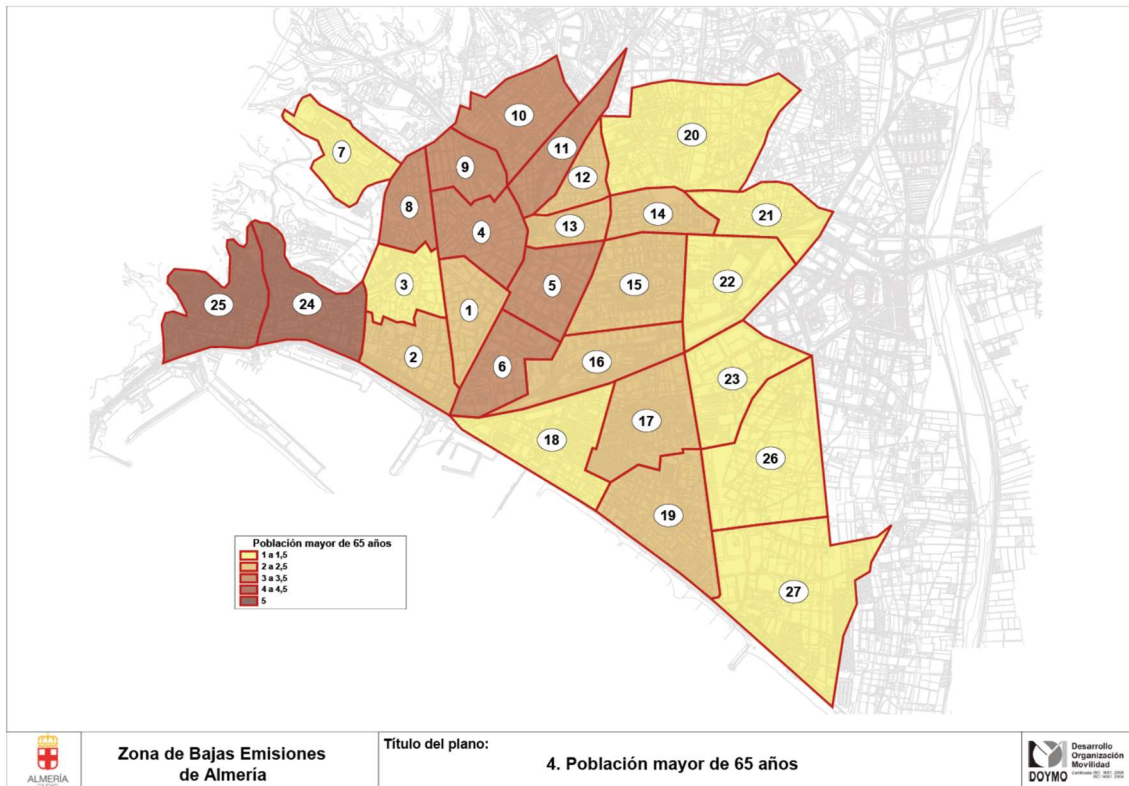 10
20
11
7
9
12
8
14
21
13
4
3
5
15
22
25
24
1
2
6
16
23
18
17
26
19
27
Población mayor de 65 años
1 a 1,5
2 a 2,5
3 a 3,5
4 a 4,5
5
ALMERÍA
Zona de Bajas Emisiones
de Almería
Título del plano:
4. Población mayor de 65 años
DOYMO
Desarrollo
Organización
Movilidad